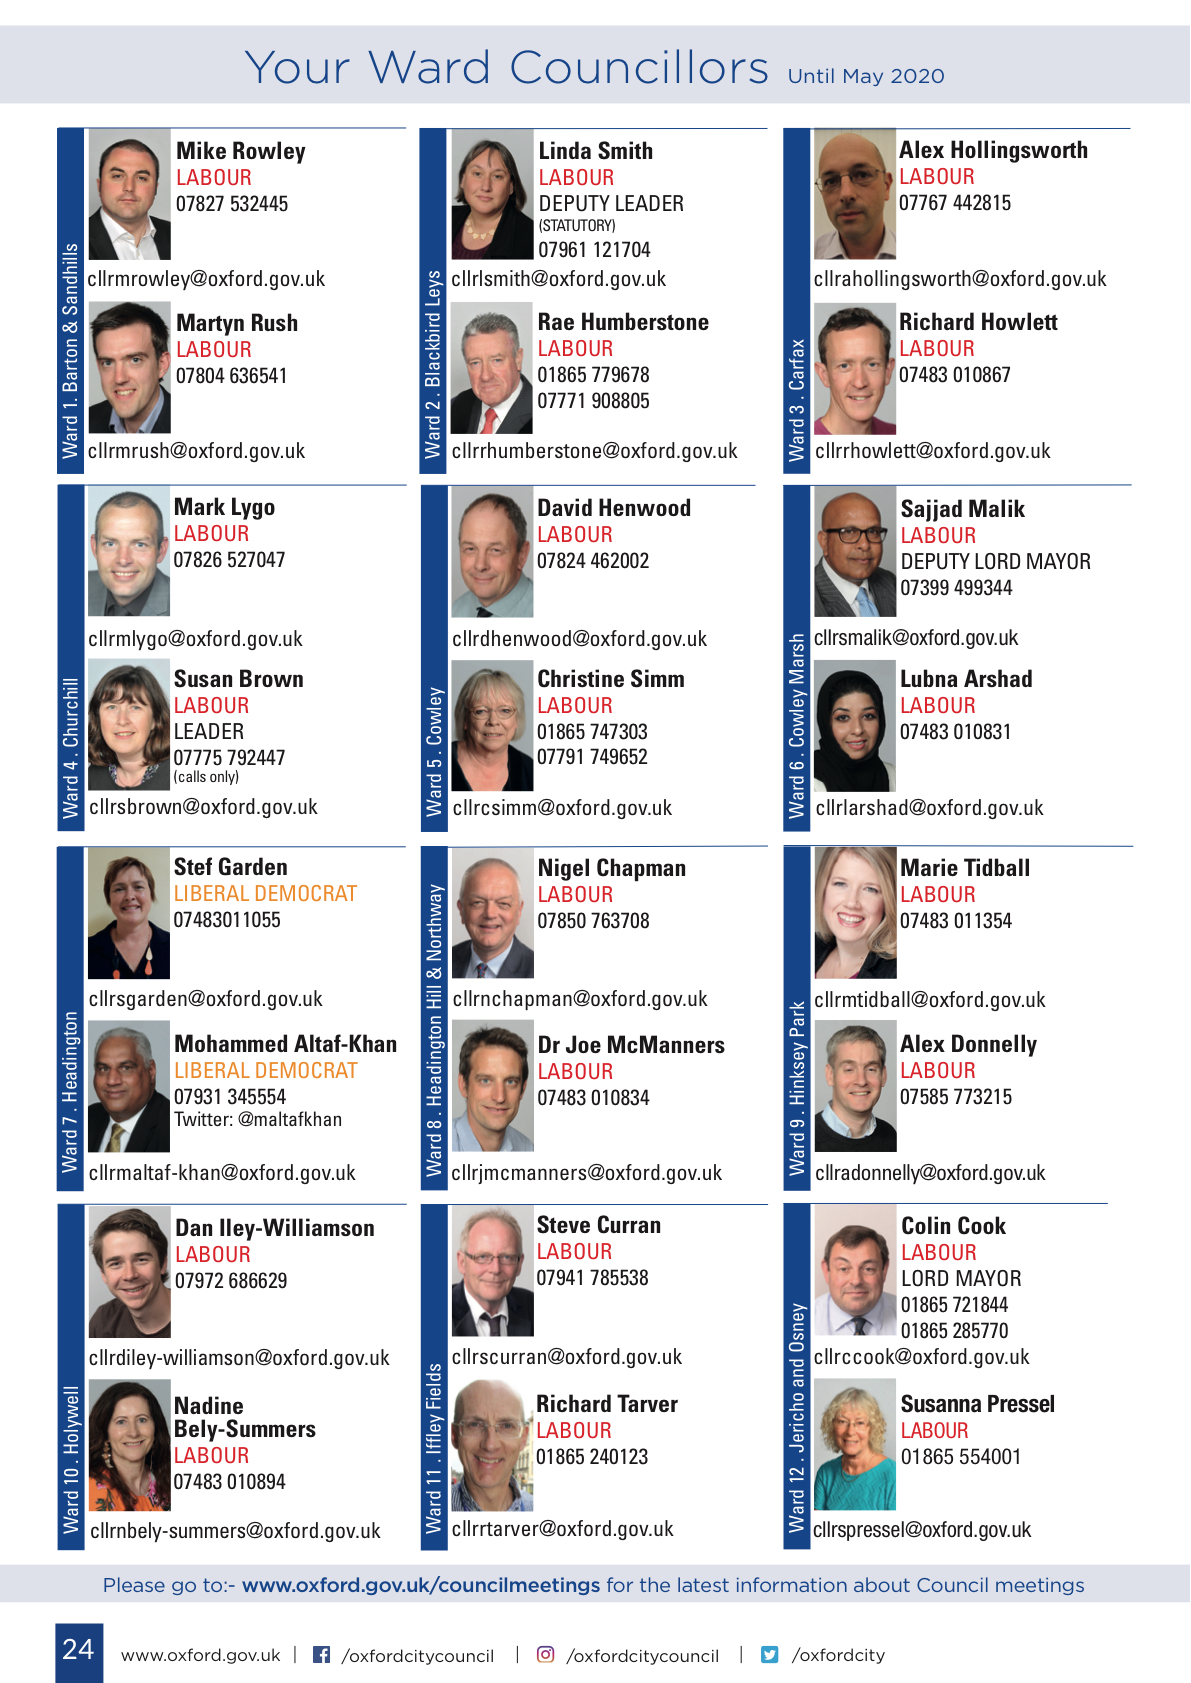 Your Ward Councillors Until May 2020
Ward 1. Barton & Sandhills
Mike Rowley
LABOUR
07827 532445
cllrmrowley@oxford.gov.uk
Martyn Rush
LABOUR
07804 636541
cllrmrush@oxford.gov.uk
Ward 2 . Blackbird Leys
Linda Smith
LABOUR
DEPUTY LEADER
(STATUTORY)
07961 121704
cllrlsmith@oxford.gov.uk
Rae Humberstone
LABOUR
01865 779678
07771 908805
cllrrhumberstone@oxford.gov.uk
Ward 3 . Carfax
Alex Hollingsworth
LABOUR
07767 442815
cllrahollingsworth@oxford.gov.uk
Richard Howlett
LABOUR
07483 010867
cllrrhowlett@oxford.gov.uk
Ward 4 . Churchill
Mark Lygo
LABOUR
07826 527047
cllrmlygo@oxford.gov.uk
Susan Brown
LABOUR
LEADER
07775 792447
(calls only)
cllrsbrown@oxford.gov.uk
Ward 5 . Cowley
David Henwood
LABOUR
07824 462002
cllrdhenwood@oxford.gov.uk
Christine Simm
LABOUR
01865 747303
07791 749652
cllrcsimm@oxford.gov.uk
Ward 6 . Cowley Marsh
Sajjad Malik
LABOUR
DEPUTY LORD MAYOR
07399 499344
cllrsmalik@oxford.gov.uk
Lubna Arshad
LABOUR
07483 010831
cllrlarshad@oxford.gov.uk
Ward 7 . Headington
Stef Garden
LIBERAL DEMOCRAT
07483011055
cllrsgarden@oxford.gov.uk
Mohammed Altaf-Khan
LIBERAL DEMOCRAT
07931 345554
Twitter: @maltafkhan
cllrmaltaf-khan@oxford.gov.uk
Ward 8 . Headington Hill & Northway
Nigel Chapman
LABOUR
07850 763708
cllrnchapman@oxford.gov.uk
Dr Joe McManners
LABOUR
07483 010834
cllrjmcmanners@oxford.gov.uk
Ward 9 . Hinksey Park
Marie Tidball
LABOUR
07483 011354
cllrmtidball@oxford.gov.uk
Alex Donnelly
LABOUR
07585 773215
cllradonnelly@oxford.gov.uk
Ward 10 . Holywell
Dan Iley-Williamson
LABOUR
07972 686629
cllrdiley-williamson@oxford.gov.uk
Nadine
Bely-Summers
LABOUR
07483 010894
cllrnbely-summers@oxford.gov.uk
Ward 11 . Iffley Fields
Steve Curran
LABOUR
07941 785538
cllrscurran@oxford.gov.uk
Richard Tarver
LABOUR
01865 240123
cllrrtarver@oxford.gov.uk
Ward 12 . Jericho and Osney
Colin Cook
LABOUR
LORD MAYOR
01865 721844
01865 285770
cllrccook@oxford.gov.uk
Susanna Pressel
LABOUR
01865 554001
cllrspressel@oxford.gov.uk
Please go to:- www.oxford.gov.uk/councilmeetings for the latest information about Council meetings
24 www.oxford.gov.uk | /oxfordcitycouncil | /oxfordcitycouncil | /oxfordcity